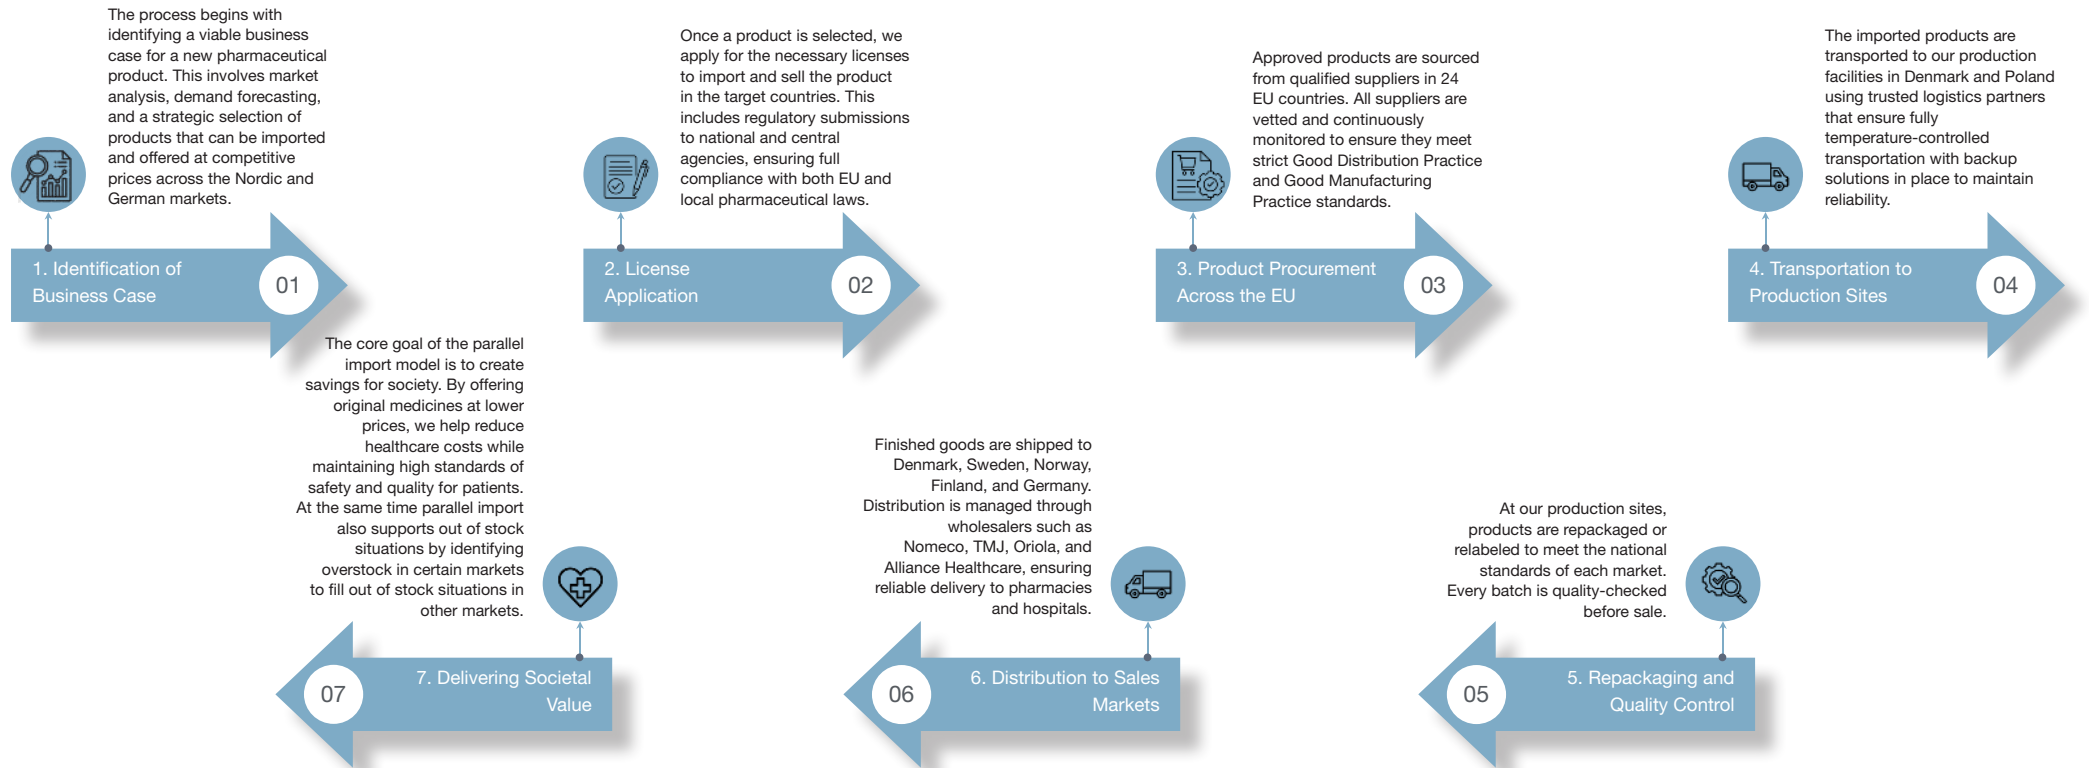 The process begins with
identifying a viable business
case for a new pharmaceutical
product. This involves market
analysis, demand forecasting,
and a strategic selection of
products that can be imported
and offered at competitive
prices across the Nordic and
German markets.
1. Identification of
Business Case
01
Once a product is selected, we
apply for the necessary licenses
to import and sell the product
in the target countries. This
includes regulatory submissions
to national and central
agencies, ensuring full
compliance with both EU and
local pharmaceutical laws.
2. License
Application
02
Approved products are sourced
from qualified suppliers in 24
EU countries. All suppliers are
vetted and continuously
monitored to ensure they meet
strict Good Distribution Practice
and Good Manufacturing
Practice standards.
3. Product Procurement
Across the EU
03
The imported products are
transported to our production
facilities in Denmark and Poland
using trusted logistics partners
that ensure fully
temperature-controlled
transportation with backup
solutions in place to maintain
reliability.
4. Transportation to
Production Sites
04
At our production sites,
products are repackaged or
relabeled to meet the national
standards of each market.
Every batch is quality-checked
before sale.
5. Repackaging and
Quality Control
05
Finished goods are shipped to
Denmark, Sweden, Norway,
Finland, and Germany.
Distribution is managed through
wholesalers such as
Nomeco, TMJ, Oriola, and
Alliance Healthcare, ensuring
reliable delivery to pharmacies
and hospitals.
6. Distribution to Sales
Markets
06
The core goal of the parallel
import model is to create
savings for society. By offering
original medicines at lower
prices, we help reduce
healthcare costs while
maintaining high standards of
safety and quality for patients.
At the same time parallel import
also supports out of stock
situations by identifying
overstock in certain markets
to fill out of stock situations in
other markets.
7. Delivering Societal
Value
07